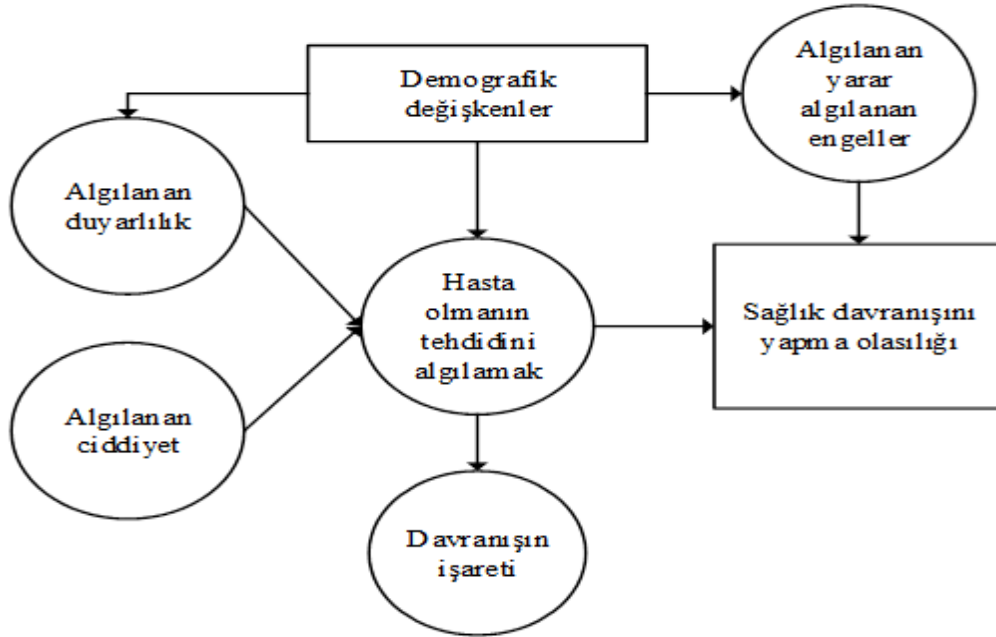 Demografik
değişkenler
Algılanan
yarar
algılanan
engeller
Algılanan
duyarlılık
Hasta
olmanın
tehdidini
algılamak
Sağlık davranışını
yapma olasılığı
Algılanan
ciddiyet
Davranışın
işareti